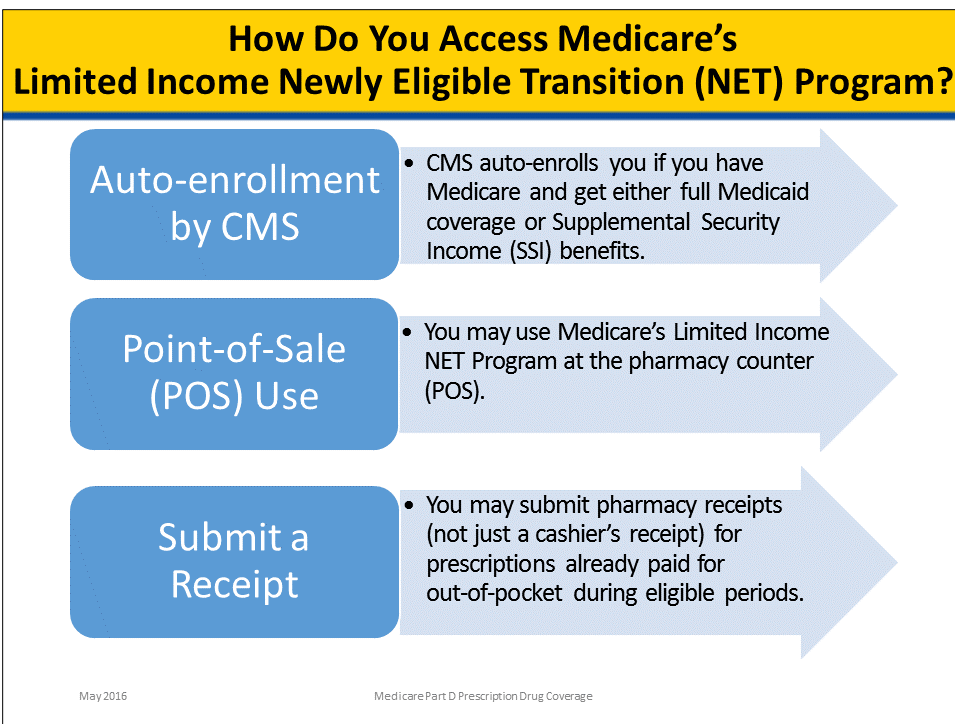 How Do You Access Medicare’s
Limited Income Newly Eligible Transition (NET) Program?
Auto-enrollment
by CMS
• CMS auto-enrolls you if you have
Medicare and get either full Medicaid
coverage or Supplemental Security
Income (SSI) benefits.
Point-of-Sale
(POS) Use
• You may use Medicare’s Limited Income
NET Program at the pharmacy counter
(POS).
Submit a
Receipt
• You may submit pharmacy receipts
(not just a cashier’s receipt) for
prescriptions already paid for
out-of-pocket during eligible periods.
May 2016
Medicare Part D Prescription Drug Coverage